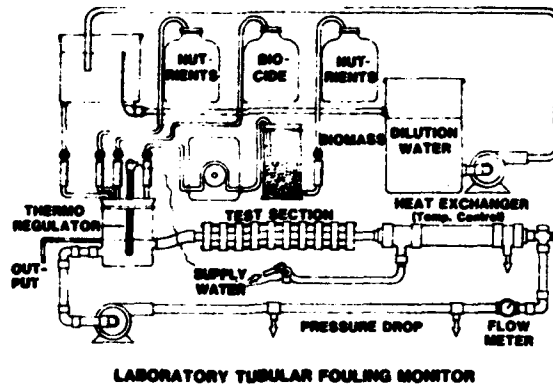 NUT-
RIENTS
BIO-
CIDE
NUT-
RIENTS
BIOMASS
DILUTION
WATER
THERMO
REGULATOR
TEST SECTION
HEAT EXCHANGER
(Temp. Control)
OUT-
PUT
SUPPLY
WATER
PRESSURE DROP
FLOW
METER
LABORATORY TUBULAR FOULING MONITOR